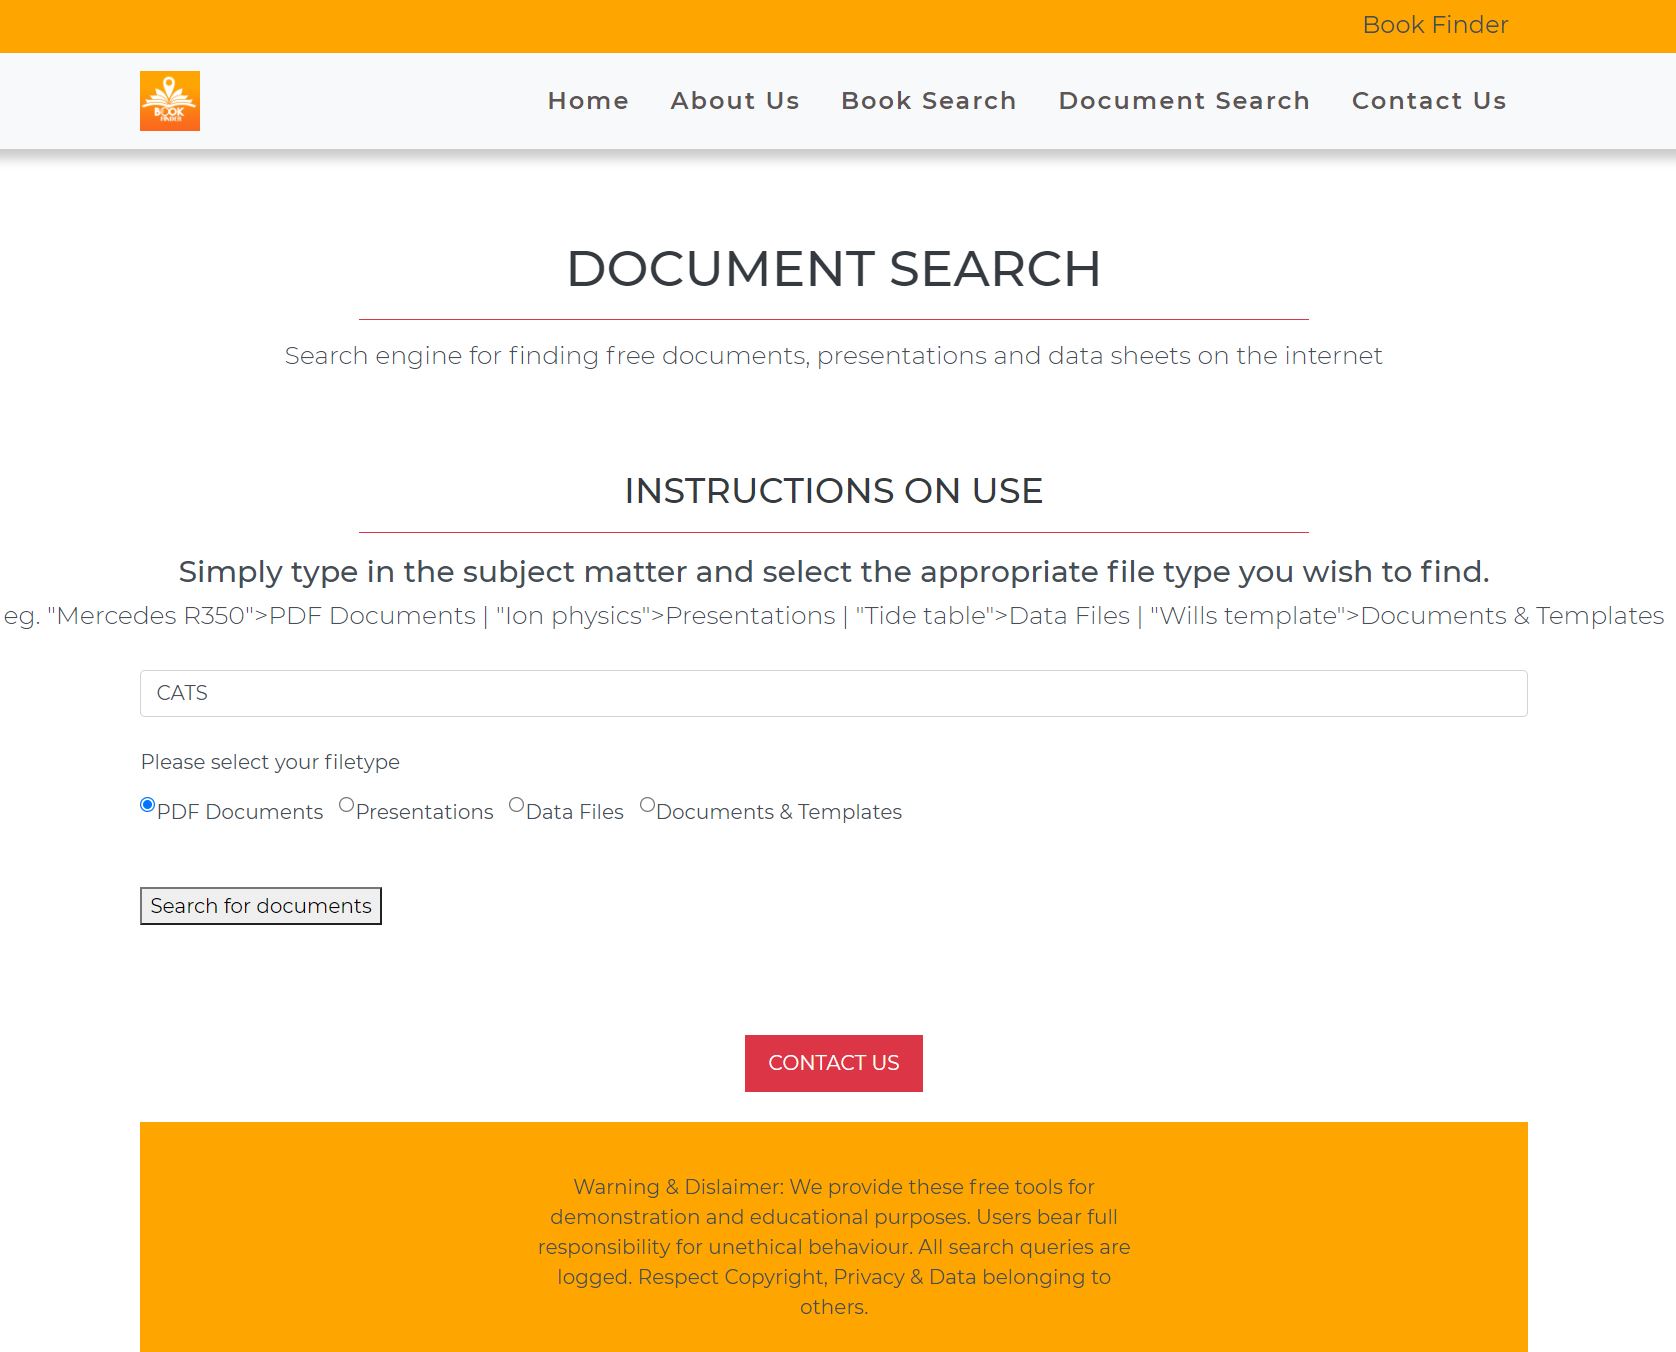 Book Finder
BOOK
FINDER
Home About Us Book Search Document Search Contact Us
DOCUMENT SEARCH
Search engine for finding free documents, presentations and data sheets on the internet
INSTRUCTIONS ON USE
Simply type in the subject matter and select the appropriate file type you wish to find.
eg. "Mercedes R350">PDF Documents | "Ion physics">Presentations | "Tide table">Data Files | "Wills template">Documents & Templates
CATS
Please select your filetype
PDF Documents Presentations Data Files Documents & Templates
Search for documents
CONTACT US
Warning & Dislaimer: We provide these free tools for
demonstration and educational purposes. Users bear full
responsibility for unethical behaviour. All search queries are
logged. Respect Copyright, Privacy & Data belonging to
others.